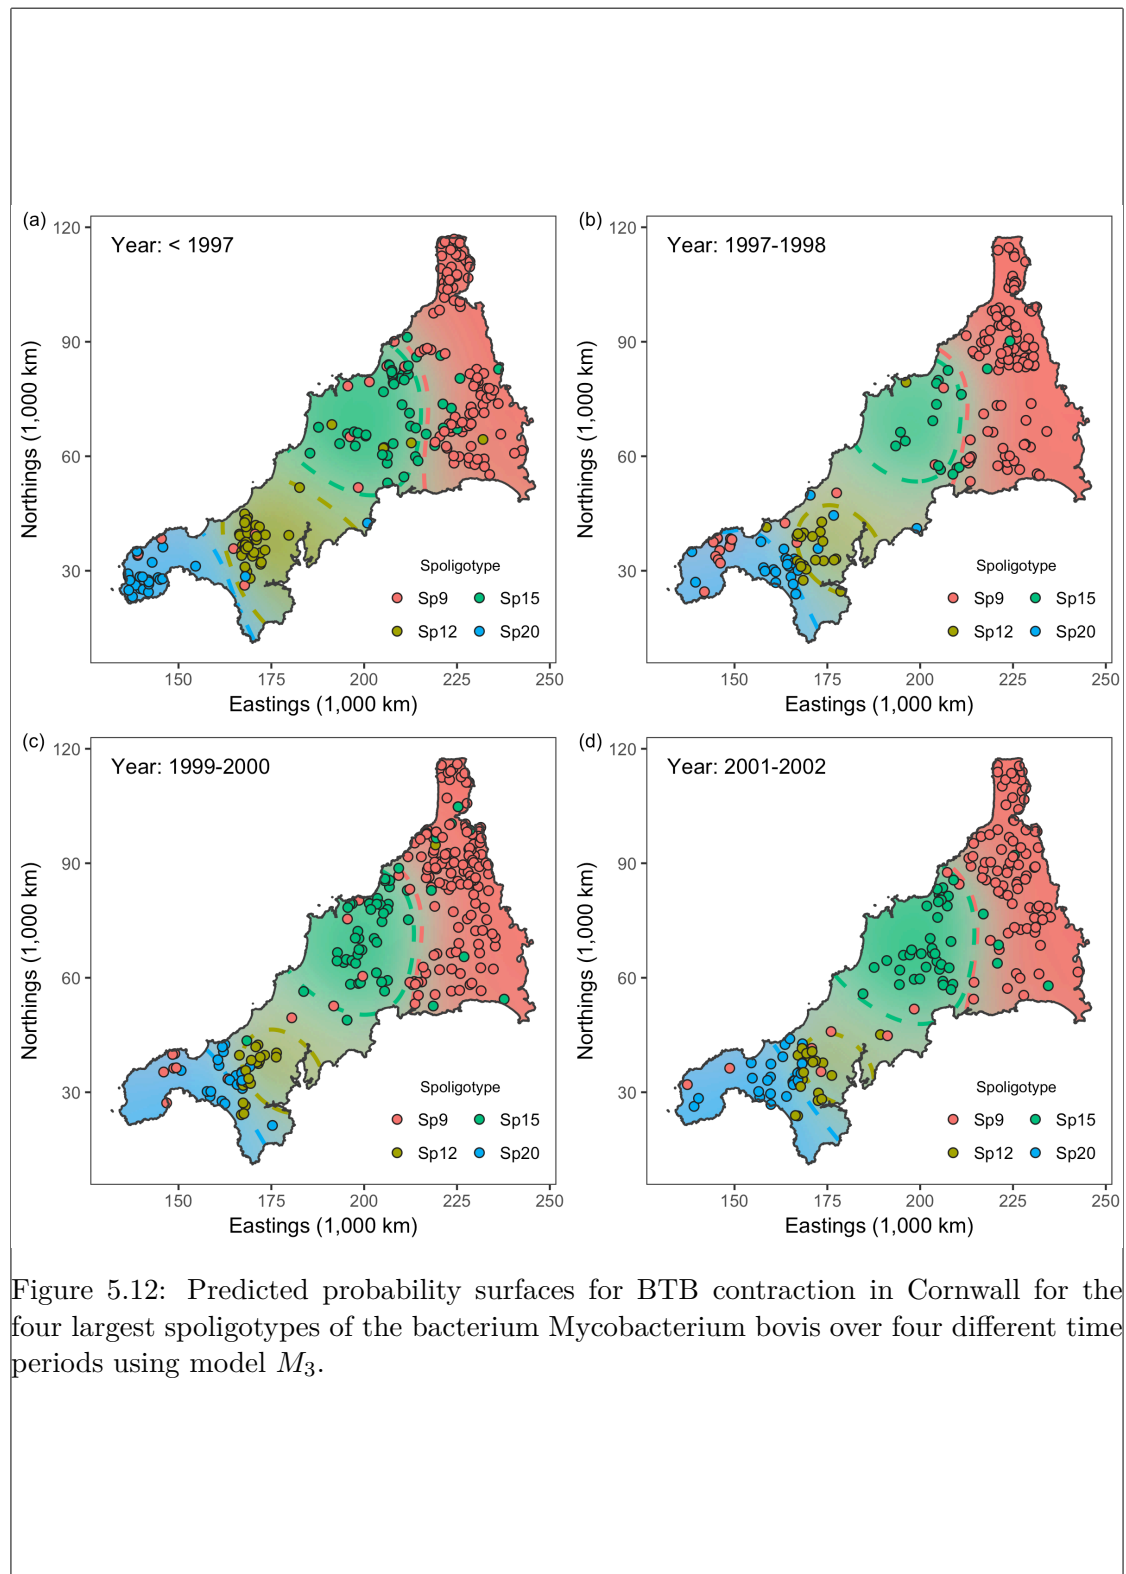 (a)
Year: < 1997
120
90
60
30
Northings (1,000 km)
150
175
200
225
250
Eastings (1,000 km)
Spoligotype
Sp9
Sp15
Sp12
Sp20
(b)
Year: 1997-1998
120
90
60
30
Northings (1,000 km)
150
175
200
225
250
Eastings (1,000 km)
Spoligotype
Sp9
Sp15
Sp12
Sp20
(c)
Year: 1999-2000
120
90
60
30
Northings (1,000 km)
150
175
200
225
250
Eastings (1,000 km)
Spoligotype
Sp9
Sp15
Sp12
Sp20
(d)
Year: 2001-2002
120
90
60
30
Northings (1,000 km)
150
175
200
225
250
Eastings (1,000 km)
Spoligotype
Sp9
Sp15
Sp12
Sp20
Figure 5.12: Predicted probability surfaces for BTB contraction in Cornwall for the
four largest spoligotypes of the bacterium Mycobacterium bovis over four different time
periods using model M3.